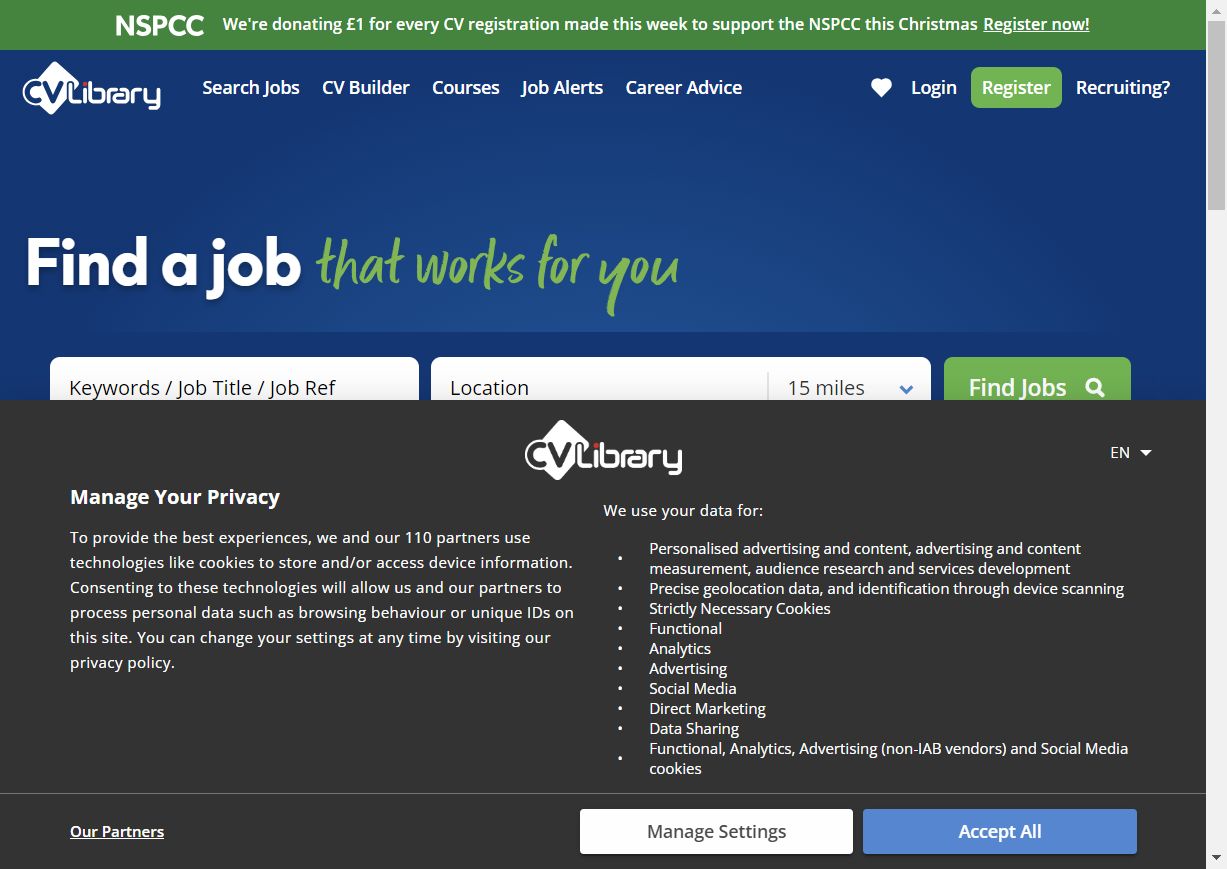 NSPCC We're donating £1 for every CV registration made this week to support the NSPCC this Christmas Register now!
CVLibrary Search Jobs CV Builder Courses Job Alerts Career Advice Login Register Recruiting?
Find a job that works for you
Keywords / Job Title / Job Ref Location 15 miles Find Jobs
CVLibrary
EN
Manage Your Privacy
To provide the best experiences, we and our 110 partners use
technologies like cookies to store and/or access device information.
Consenting to these technologies will allow us and our partners to
process personal data such as browsing behaviour or unique IDs on
this site. You can change your settings at any time by visiting our
privacy policy.
We use your data for:
• Personalised advertising and content, advertising and content
measurement, audience research and services development
• Precise geolocation data, and identification through device scanning
• Strictly Necessary Cookies
• Functional
• Analytics
• Advertising
• Social Media
• Direct Marketing
• Data Sharing
• Functional, Analytics, Advertising (non-IAB vendors) and Social Media
cookies
Our Partners Manage Settings Accept All